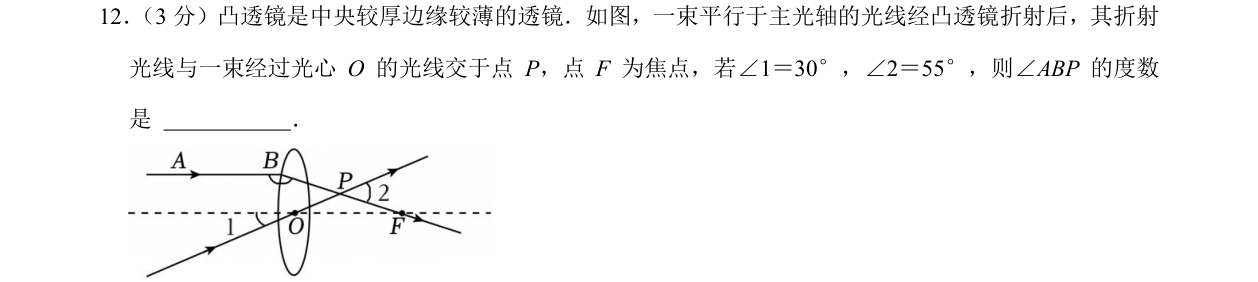 12.（3 分）凸透镜是中央较厚边缘较薄的透镜．如图，一束平行于主光轴的光线经凸透镜折射后，其折射
光线与一束经过光心 O 的光线交于点 P，点 F 为焦点，若∠1＝30°，∠2＝55°，则∠ABP 的度数
是 ___________．
A B P 2
1 O F